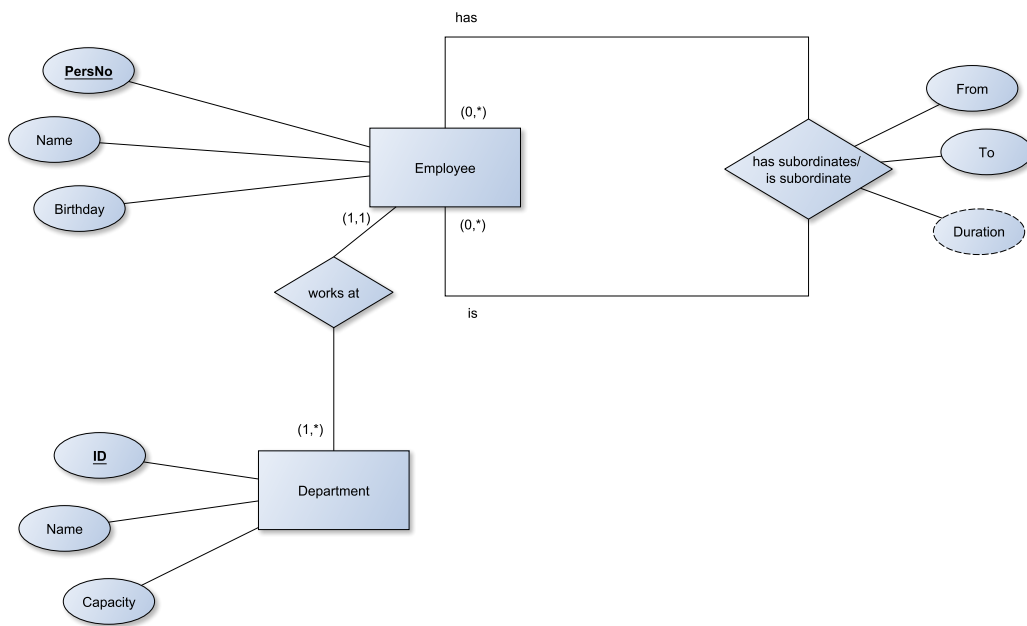 has
PersNo
From
(0,*)
Name
To
Employee
has subordinates/
is subordinate
Birthday
(1,1)
(0,*)
Duration
works at
is
(1,*)
ID
Department
Name
Capacity